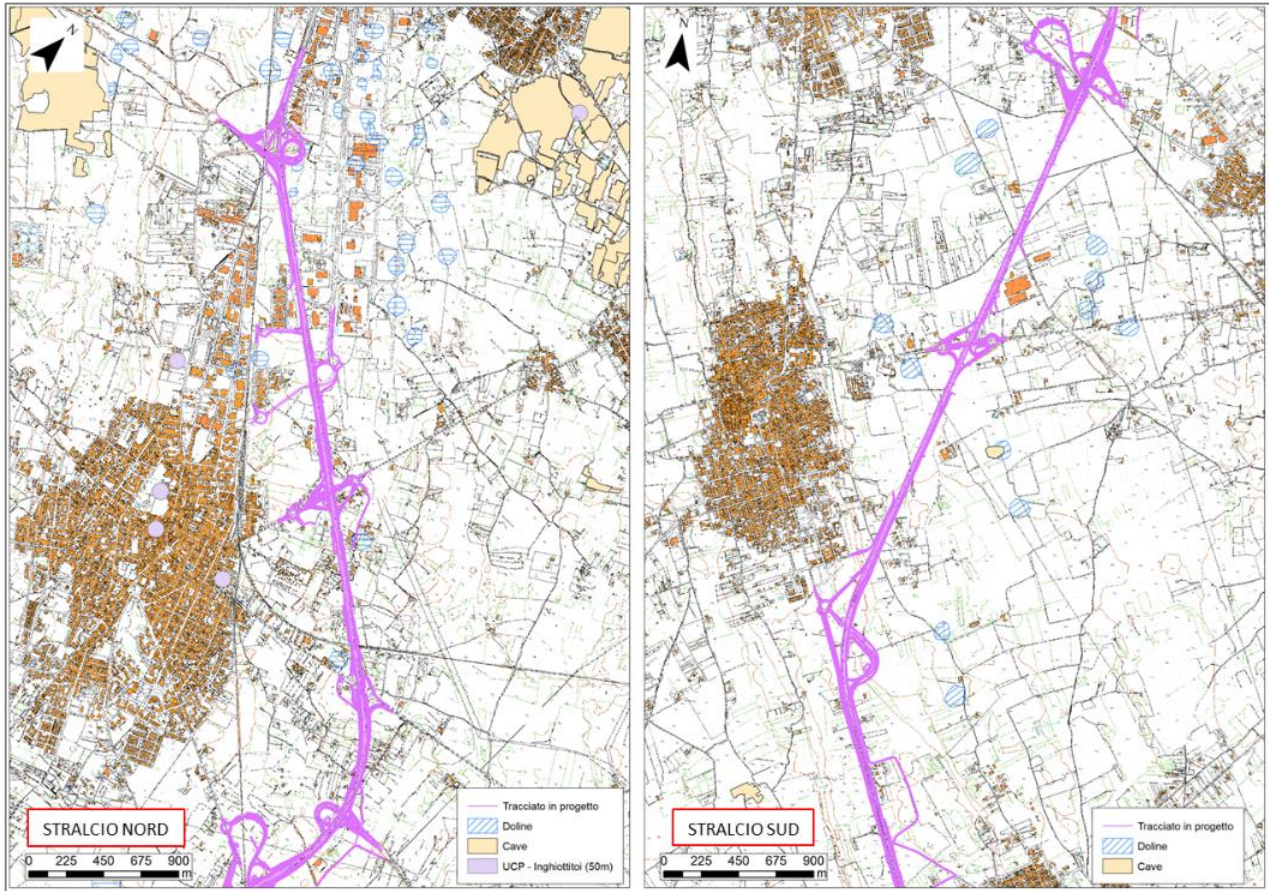 N
STRALCIO NORD
0 225 450 675 900
m
Tracciato in progetto
Doline
Cave
UCP - Inghiottitoi (50m)
N
STRALCIO SUD
0 225 450 675 900
m
Tracciato in progetto
Doline
Cave